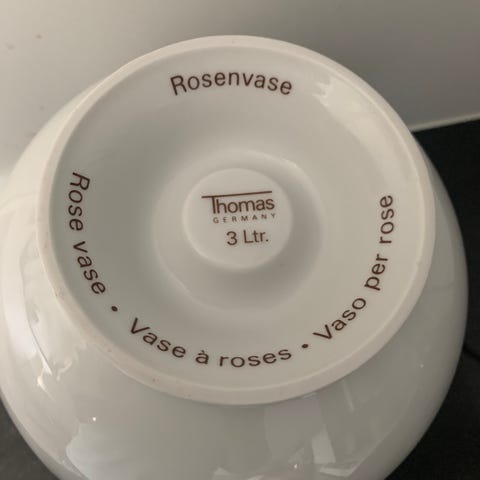 Rosenvase
Thomas
GERMANY
3 Ltr.
Rose vase • Vase à roses • Vaso per rose